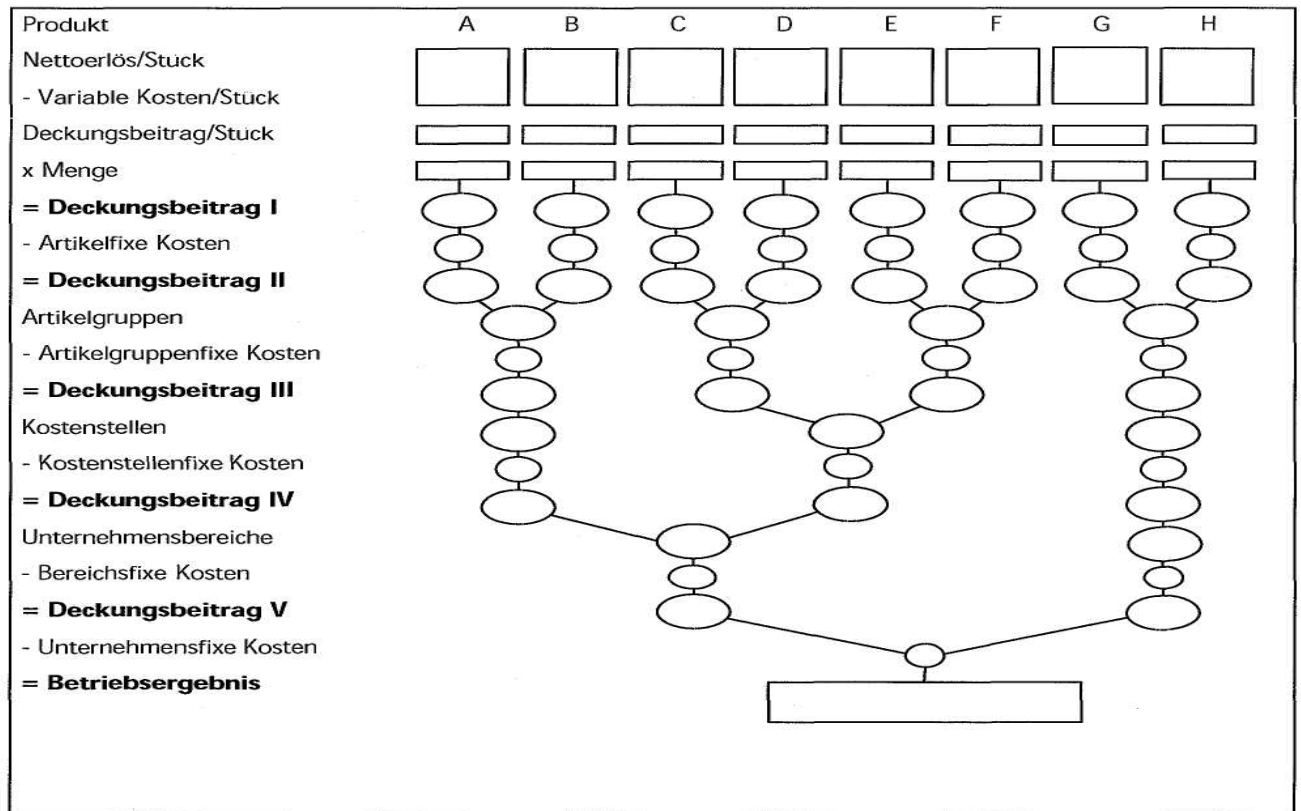 Produkt A B C D E F G H
Nettoerlös/Stück
- Variable Kosten/Stück
Deckungsbeitrag/Stück
x Menge
= Deckungsbeitrag I
- Artikelfixe Kosten
= Deckungsbeitrag II
Artikelgruppen
- Artikelgruppenfixe Kosten
= Deckungsbeitrag III
Kostenstellen
- Kostenstellenfixe Kosten
= Deckungsbeitrag IV
Unternehmensbereiche
- Bereichsfixe Kosten
= Deckungsbeitrag V
- Unternehmensfixe Kosten
= Betriebsergebnis